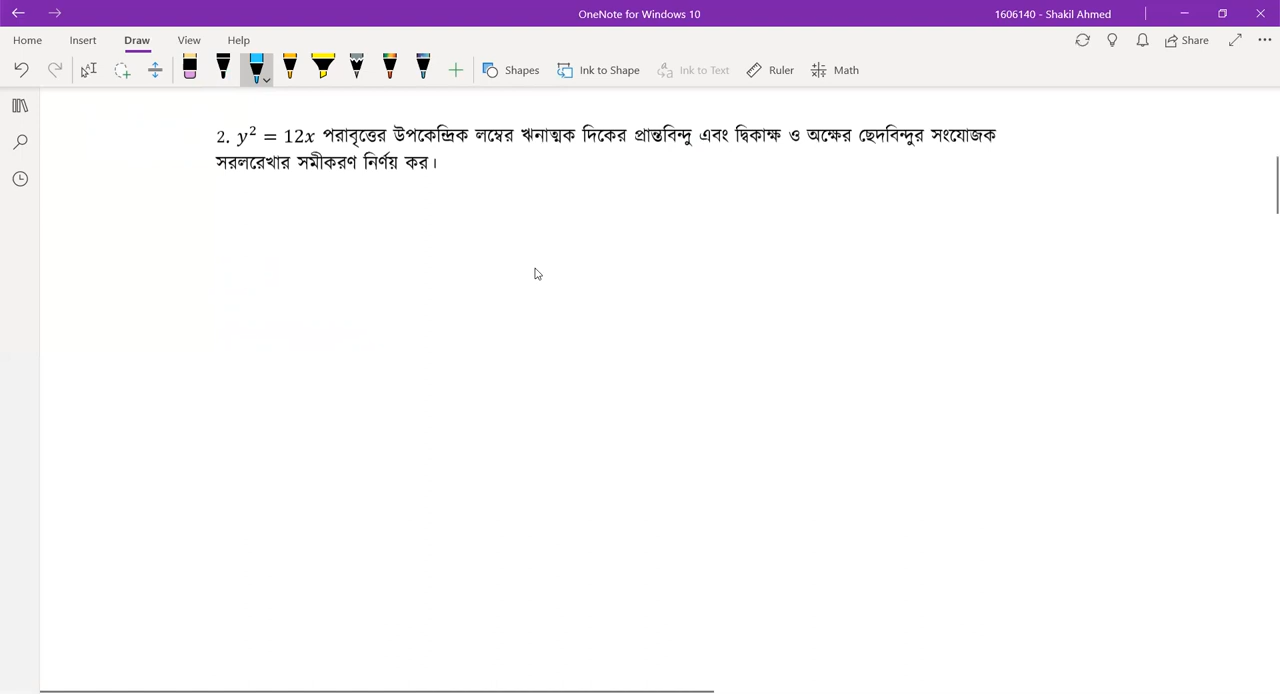 OneNote for Windows 10
1606140 - Shakil Ahmed
Home Insert Draw View Help
Share
Shapes Ink to Shape Ink to Text Ruler Math
2. y² = 12x পরাবৃত্তের উপকেন্দ্রিক লম্বের ঋনাত্মক দিকের প্রান্তবিন্দু এবং দ্বিকাক্ষ ও অক্ষের ছেদবিন্দুর সংযোজক
সরলরেখার সমীকরণ নির্ণয় কর।